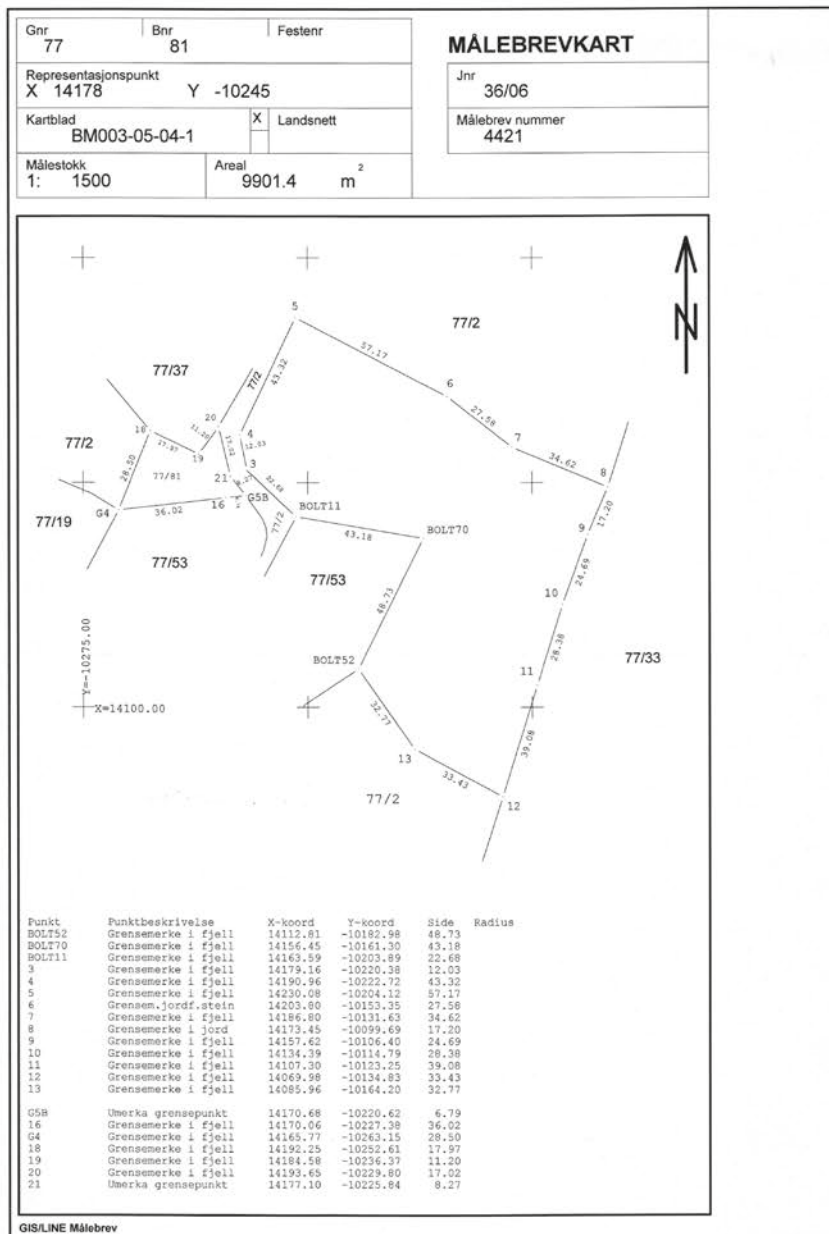 Gnr Bnr Festenr
77 81
MÅLEBREVKART
Representasjonspunkt
X 14178 Y -10245
Jnr
36/06
Kartblad X Landsnett
BM003-05-04-1
Målebrev nummer
4421
Målestokk Areal 2
1: 1500 9901.4 m
N
5
77/2
57.17
77/37
77/2
43.32
6
27.58
20
11.20
18
4
7
17.97
17.02
12.03
34.62
77/2
19
3
8
28.50
77/81
21
8.27
22.68
17.20
G4
36.02
16
G5B
BOLT11
9
77/19
77/2
43.18
BOLT70
24.69
77/53
77/53
10
48.73
28.38
Y=-10275.00
BOLT52
11
77/33
X=14100.00
32.77
39.08
13
33.43
77/2
12
Punkt Punktbeskrivelse X-koord Y-koord Side Radius
BOLT52 Grensemerke i fjell 14112.81 -10182.98 48.73
BOLT70 Grensemerke i fjell 14156.45 -10161.30 43.18
BOLT11 Grensemerke i fjell 14163.59 -10203.89 22.68
3 Grensemerke i fjell 14179.16 -10220.38 12.03
4 Grensemerke i fjell 14190.96 -10222.72 43.32
5 Grensemerke i fjell 14230.08 -10204.12 57.17
6 Grensem.jordf.stein 14203.80 -10153.35 27.58
7 Grensemerke i fjell 14186.80 -10131.63 34.62
8 Grensemerke i jord 14173.45 -10099.69 17.20
9 Grensemerke i fjell 14157.62 -10106.40 24.69
10 Grensemerke i fjell 14134.39 -10114.79 28.38
11 Grensemerke i fjell 14107.30 -10123.25 39.08
12 Grensemerke i fjell 14069.98 -10134.83 33.43
13 Grensemerke i fjell 14085.96 -10164.20 32.77
G5B Umerka grensepunkt 14170.68 -10220.62 6.79
16 Grensemerke i fjell 14170.06 -10227.38 36.02
G4 Grensemerke i fjell 14165.77 -10263.15 28.50
18 Grensemerke i fjell 14192.25 -10252.61 17.97
19 Grensemerke i fjell 14184.58 -10236.37 11.20
20 Grensemerke i fjell 14193.65 -10229.80 17.02
21 Umerka grensepunkt 14177.10 -10225.84 8.27
GIS/LINE Målebrev